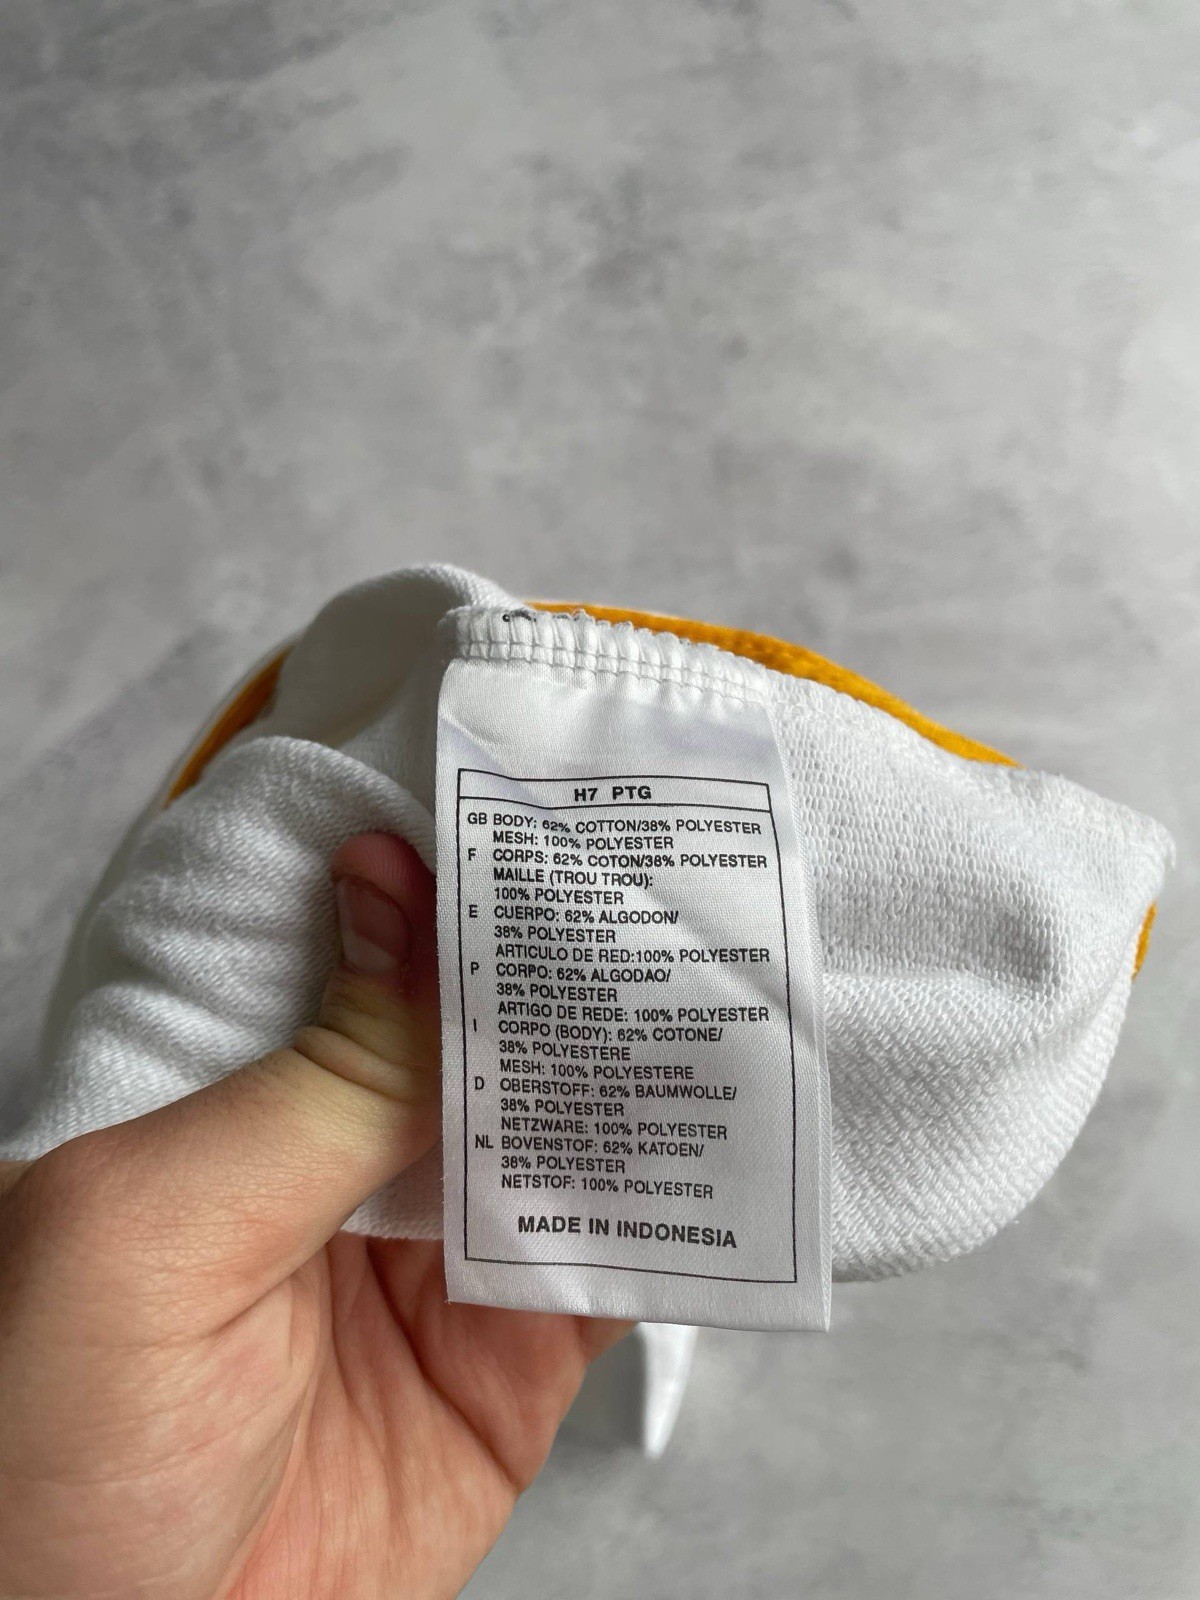 H7 PTG
GB BODY: 62% COTTON/38% POLYESTER
MESH: 100% POLYESTER
F CORPS: 62% COTON/38% POLYESTER
MAILLE (TROU TROU):
100% POLYESTER
E CUERPO: 62% ALGODON/
38% POLYESTER
ARTICULO DE RED:100% POLYESTER
P CORPO: 62% ALGODAO/
38% POLYESTER
ARTIGO DE REDE: 100% POLYESTER
I CORPO (BODY): 62% COTONE/
38% POLYESTERE
MESH: 100% POLYESTERE
D OBERSTOFF: 62% BAUMWOLLE/
38% POLYESTER
NETZWARE: 100% POLYESTER
NL BOVENSTOF: 62% KATOEN/
38% POLYESTER
NETSTOF: 100% POLYESTER
MADE IN INDONESIA